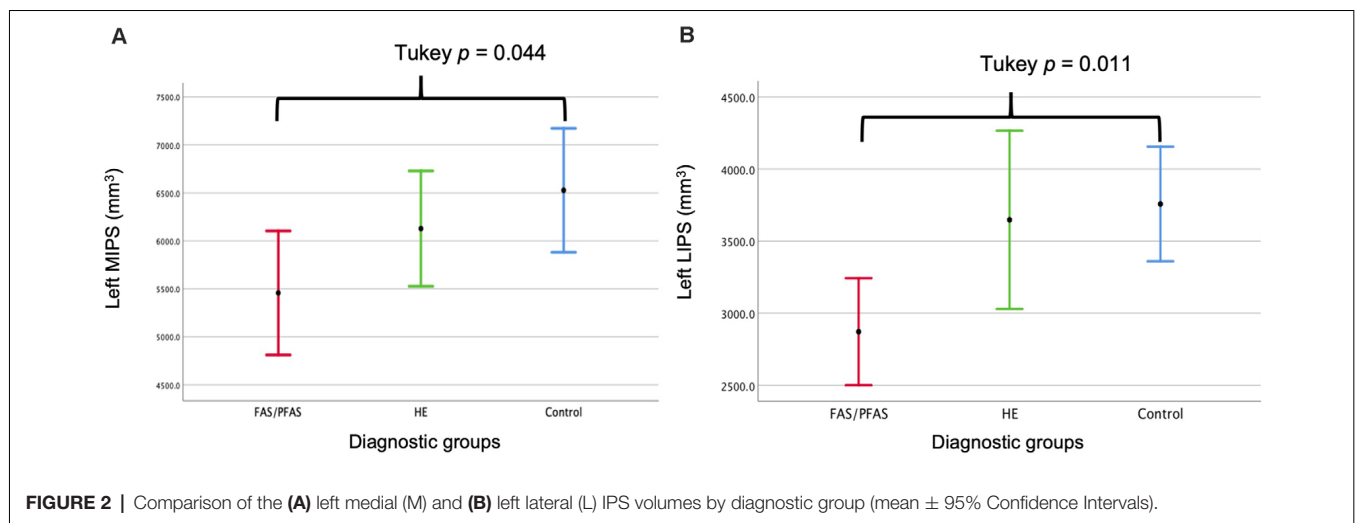 A
Tukey p = 0.044
7500.0
7000.0
6500.0
6000.0
5500.0
5000.0
4500.0
Left MIPS (mm³)
FAS/PFAS HE Control
Diagnostic groups
B
Tukey p = 0.011
4500.0
4000.0
3500.0
3000.0
2500.0
Left LIPS (mm³)
FAS/PFAS HE Control
Diagnostic groups
FIGURE 2 | Comparison of the (A) left medial (M) and (B) left lateral (L) IPS volumes by diagnostic group (mean ± 95% Confidence Intervals).